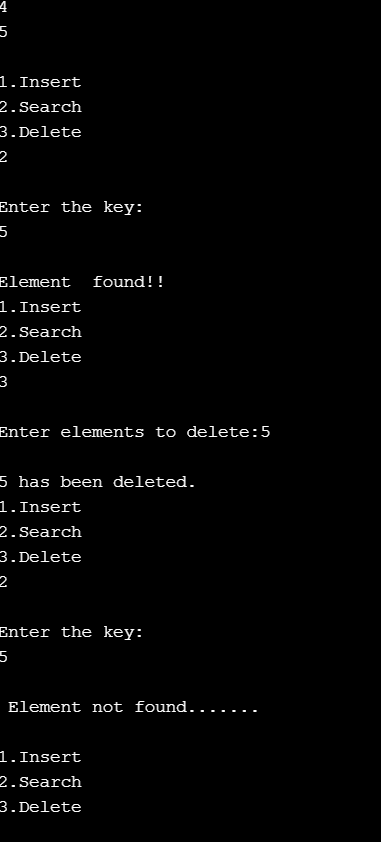 4
5
1.Insert
2.Search
3.Delete
2
Enter the key:
5
Element  found!!
1.Insert
2.Search
3.Delete
3
Enter elements to delete:5
5 has been deleted.
1.Insert
2.Search
3.Delete
2
Enter the key:
5
Element not found.......
1.Insert
2.Search
3.Delete